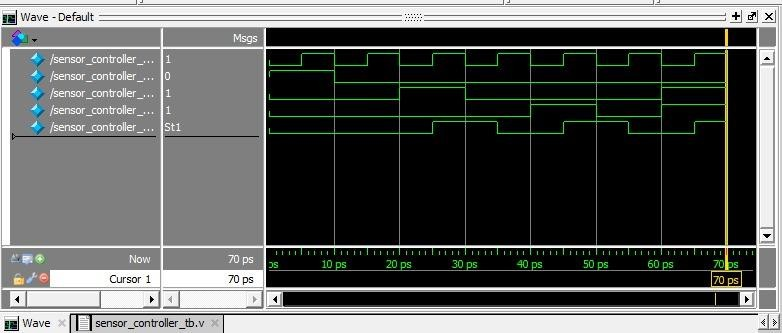 Wave - Default
Msgs
/sensor_controller_... 1
/sensor_controller_... 0
/sensor_controller_... 1
/sensor_controller_... 1
/sensor_controller_... St1
Now 70 ps ps 10 ps 20 ps 30 ps 40 ps 50 ps 60 ps 70 ps
Cursor 1 70 ps 70 ps
Wave sensor_controller_tb.v